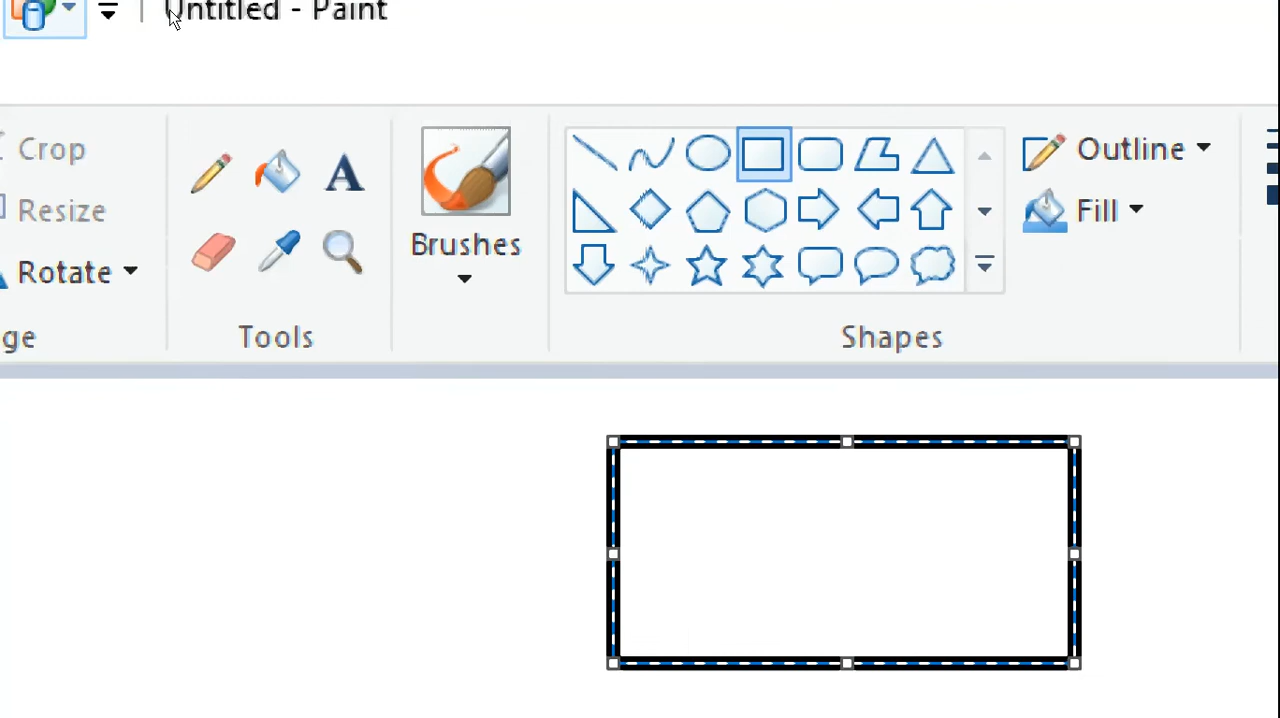 Untitled - Paint
Crop
Resize
Rotate
Brushes
Outline
Fill
ge
Tools
Shapes